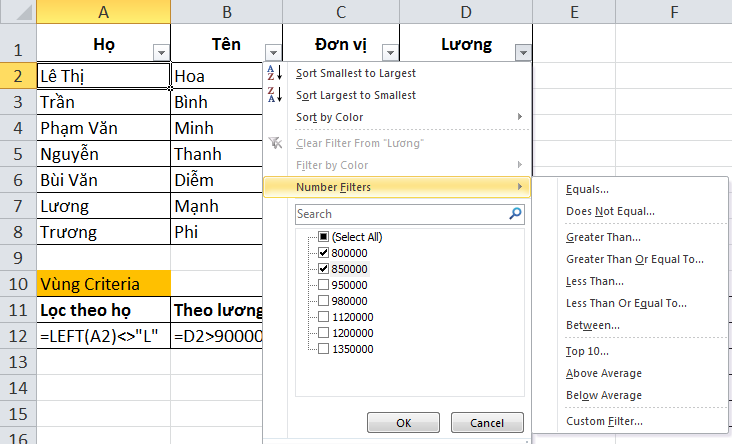 A B C D E F
1 Họ Tên Đơn vị Lương
2 Lê Thị Hoa
3 Trần Bình
4 Phạm Văn Minh
5 Nguyễn Thanh
6 Bùi Văn Diễm
7 Lương Mạnh
8 Trương Phi
9
10 Vùng Criteria
11 Lọc theo họ Theo lương
12 =LEFT(A2)<>"L" =D2>90000
13
14
15
16
Sort Smallest to Largest
Sort Largest to Smallest
Sort by Color
Clear Filter From "Lương"
Filter by Color
Number Filters
Search
(Select All)
800000
850000
950000
980000
1120000
1200000
1350000
OK Cancel
Equals...
Does Not Equal...
Greater Than...
Greater Than Or Equal To...
Less Than...
Less Than Or Equal To...
Between...
Top 10...
Above Average
Below Average
Custom Filter...